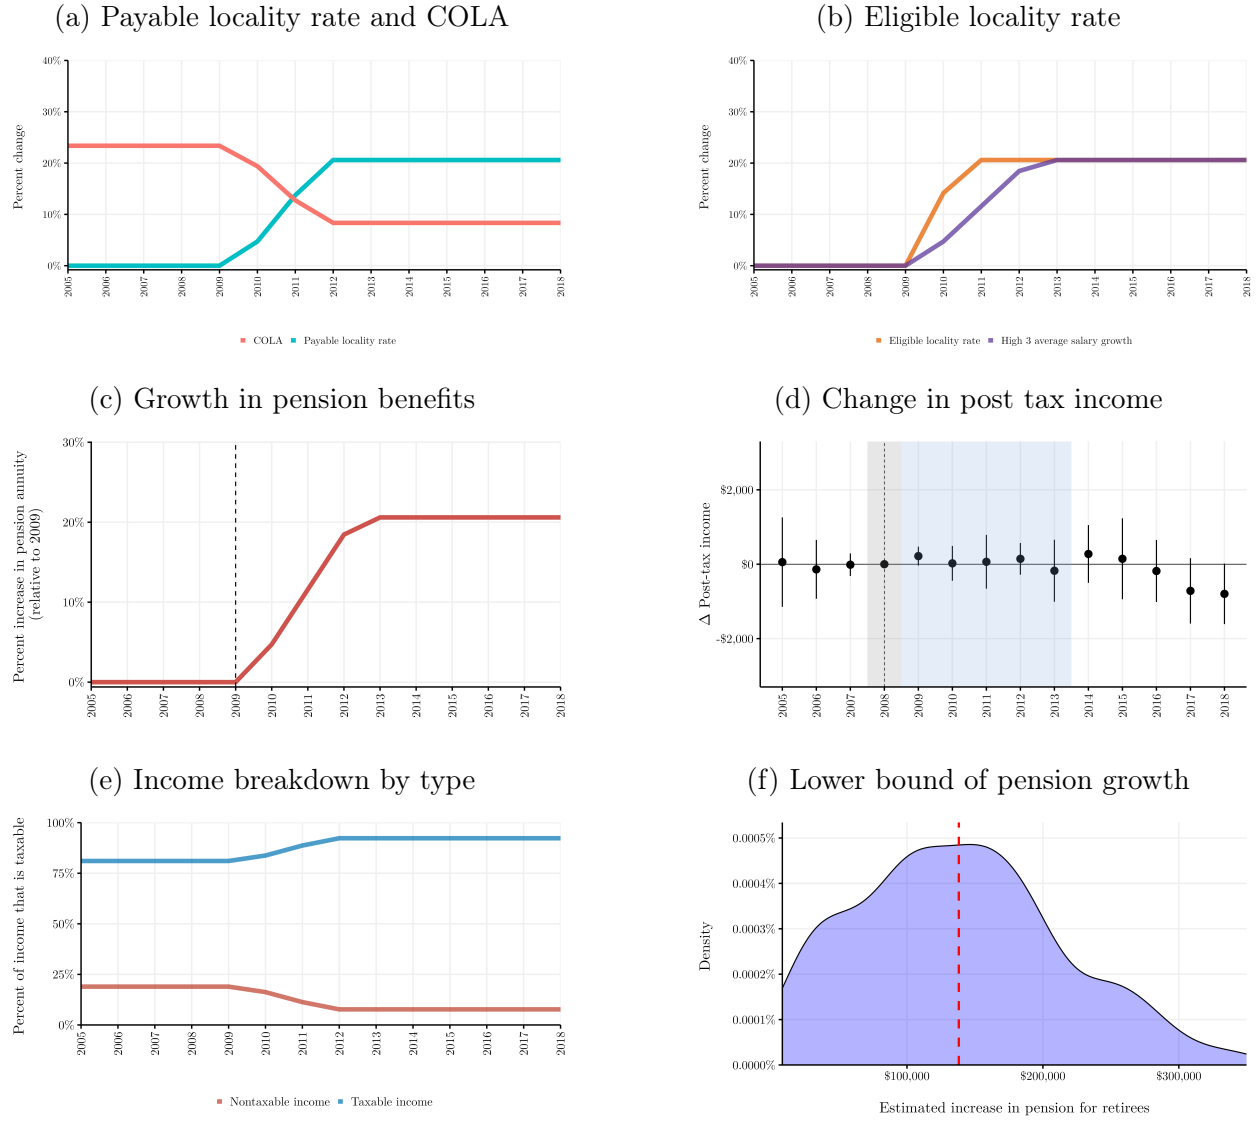 (a) Payable locality rate and COLA
Percent change
40%
30%
20%
10%
0%
2005 2006 2007 2008 2009 2010 2011 2012 2013 2014 2015 2016 2017 2018
COLA Payable locality rate
(b) Eligible locality rate
Percent change
40%
30%
20%
10%
0%
2005 2006 2007 2008 2009 2010 2011 2012 2013 2014 2015 2016 2017 2018
Eligible locality rate High 3 average salary growth
(c) Growth in pension benefits
Percent increase in pension annuity
(relative to 2009)
30%
20%
10%
0%
2005 2006 2007 2008 2009 2010 2011 2012 2013 2014 2015 2016 2017 2018
(d) Change in post tax income
Δ Post-tax income
$2,000
$0
-$2,000
2005 2006 2007 2008 2009 2010 2011 2012 2013 2014 2015 2016 2017 2018
(e) Income breakdown by type
Percent of income that is taxable
100%
75%
50%
25%
0%
2005 2006 2007 2008 2009 2010 2011 2012 2013 2014 2015 2016 2017 2018
Nontaxable income Taxable income
(f) Lower bound of pension growth
Density
0.0005%
0.0004%
0.0003%
0.0002%
0.0001%
0.0000%
$100,000 $200,000 $300,000
Estimated increase in pension for retirees